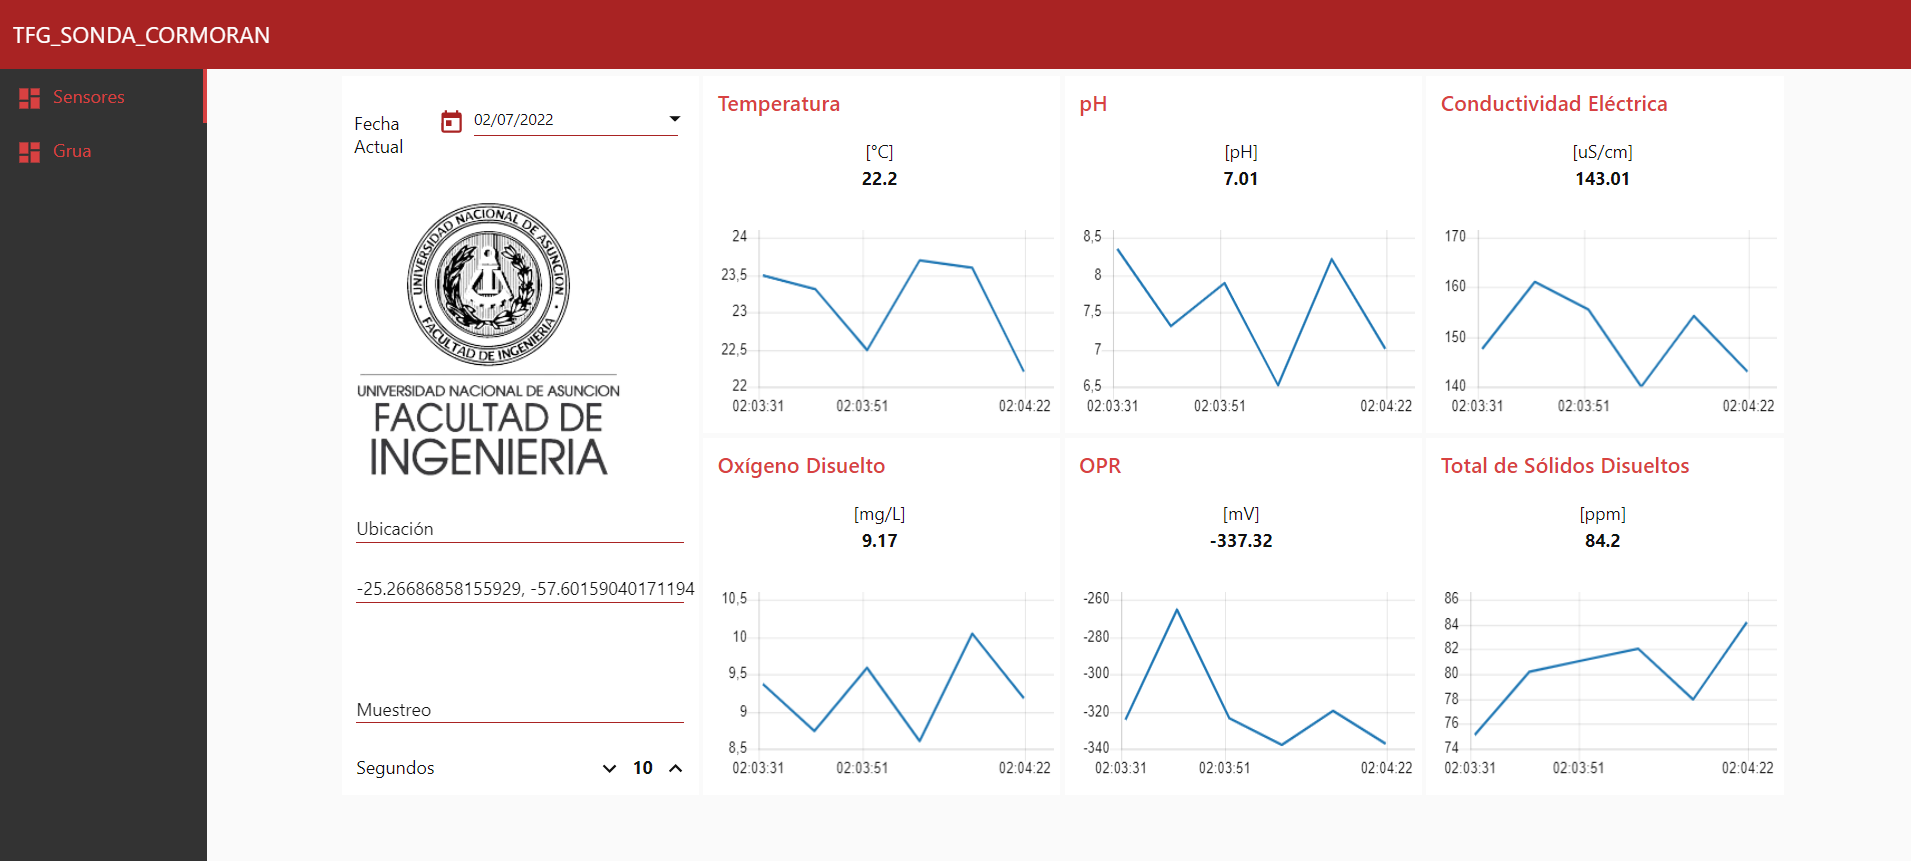 TFG_SONDA_CORMORAN
Sensores
Grua
Fecha
Actual
02/07/2022
UNIVERSIDAD NACIONAL DE ASUNCION
FACULTAD DE INGENIERIA
UNIVERSIDAD NACIONAL DE ASUNCION
FACULTAD DE
INGENIERIA
Ubicación
-25.26686858155929, -57.60159040171194
Muestreo
Segundos
10
Temperatura
[°C]
22.2
24
23,5
23
22,5
22
02:03:31 02:03:51 02:04:22
pH
[pH]
7.01
8,5
8
7,5
7
6,5
02:03:31 02:03:51 02:04:22
Conductividad Eléctrica
[uS/cm]
143.01
170
160
150
140
02:03:31 02:03:51 02:04:22
Oxígeno Disuelto
[mg/L]
9.17
10,5
10
9,5
9
8,5
02:03:31 02:03:51 02:04:22
OPR
[mV]
-337.32
-260
-280
-300
-320
-340
02:03:31 02:03:51 02:04:22
Total de Sólidos Disueltos
[ppm]
84.2
86
84
82
80
78
76
74
02:03:31 02:03:51 02:04:22